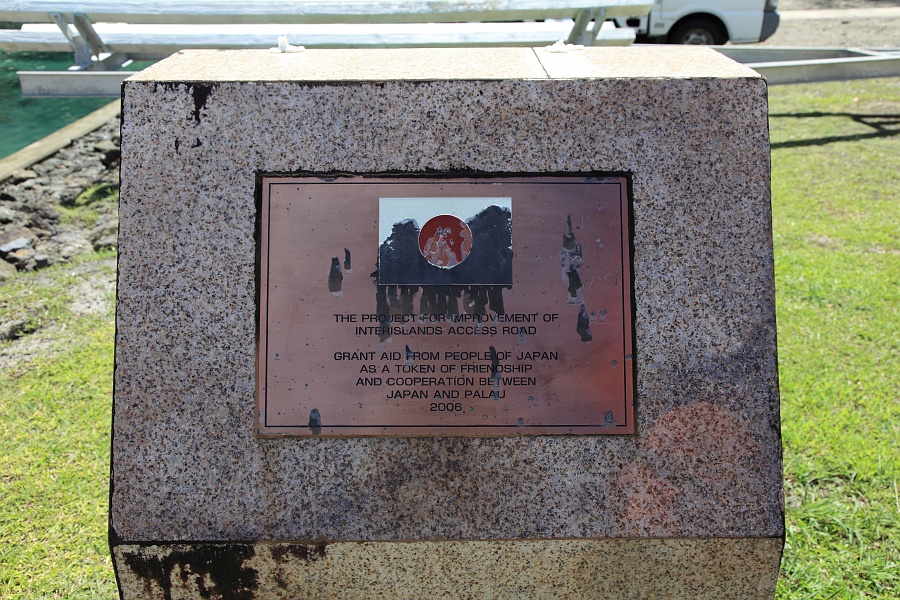 THE PROJECT FOR IMPROVEMENT OF
INTERISLANDS ACCESS ROAD
GRANT AID FROM PEOPLE OF JAPAN
AS A TOKEN OF FRIENDSHIP
AND COOPERATION BETWEEN
JAPAN AND PALAU
2006